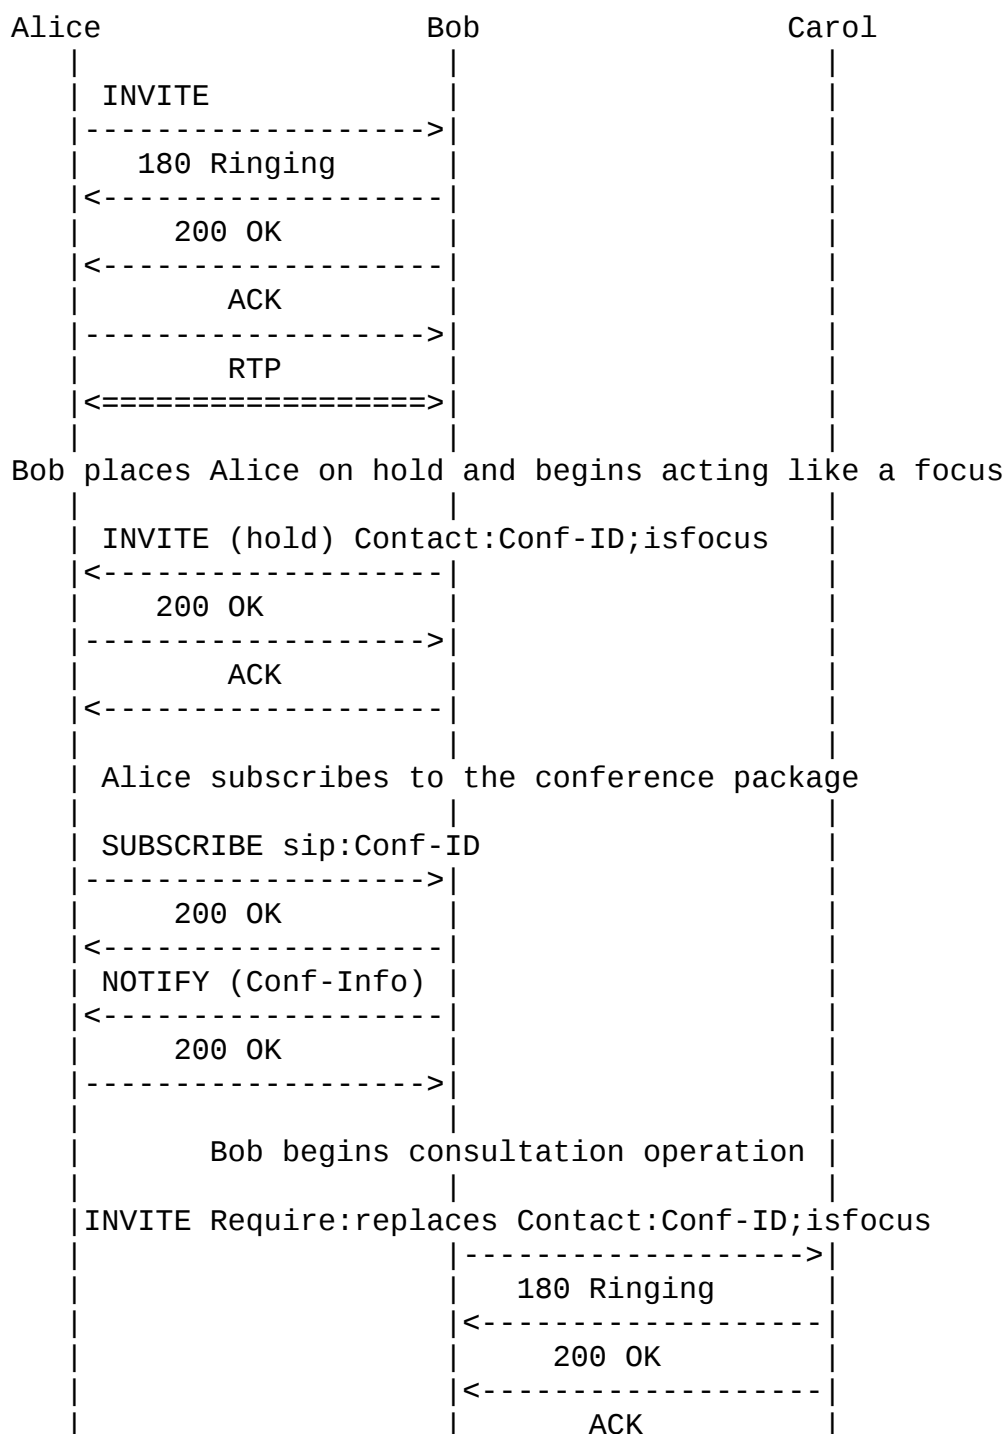 Alice Bob Carol
INVITE
180 Ringing
200 OK
ACK
RTP
Bob places Alice on hold and begins acting like a focus
INVITE (hold) Contact:Conf-ID;isfocus
200 OK
ACK
Alice subscribes to the conference package
SUBSCRIBE sip:Conf-ID
200 OK
NOTIFY (Conf-Info)
200 OK
Bob begins consultation operation
INVITE Require:replaces Contact:Conf-ID;isfocus
180 Ringing
200 OK
ACK